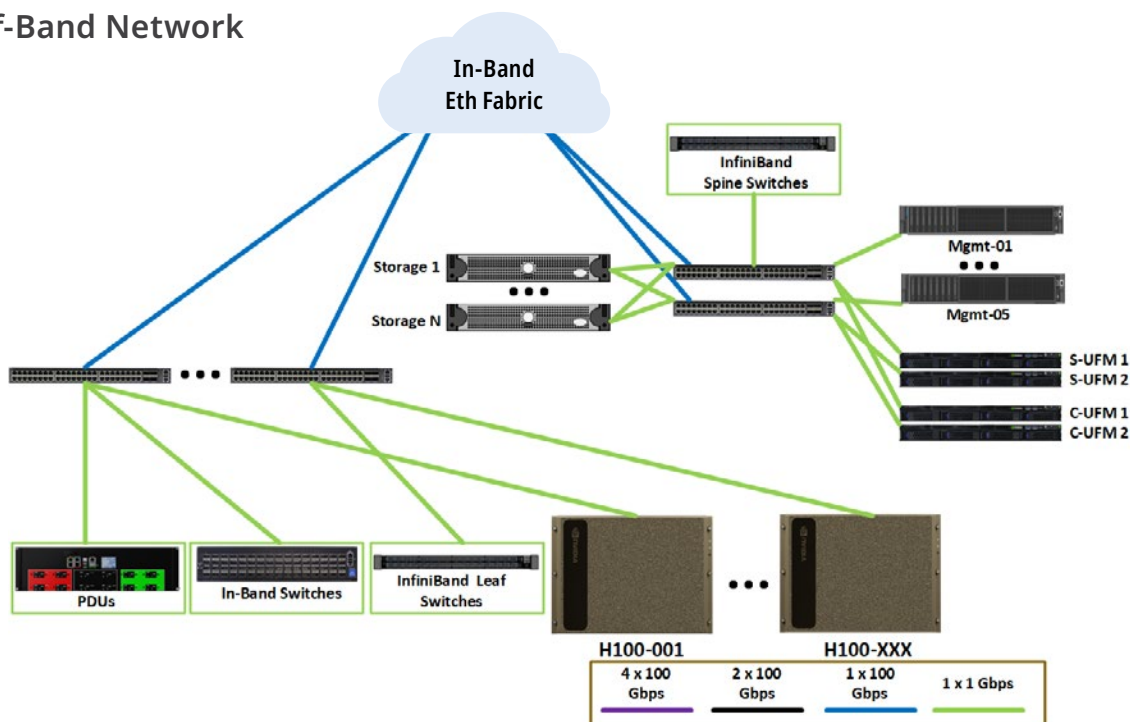 f-Band Network
In-Band
Eth Fabric
InfiniBand
Spine Switches
Mgmt-01
Storage 1
Storage N
Mgmt-05
S-UFM 1
S-UFM 2
C-UFM 1
C-UFM 2
PDUs
In-Band Switches
InfiniBand Leaf
Switches
H100-001
H100-XXX
4 x 100
Gbps
2 x 100
Gbps
1 x 100
Gbps
1 x 1 Gbps